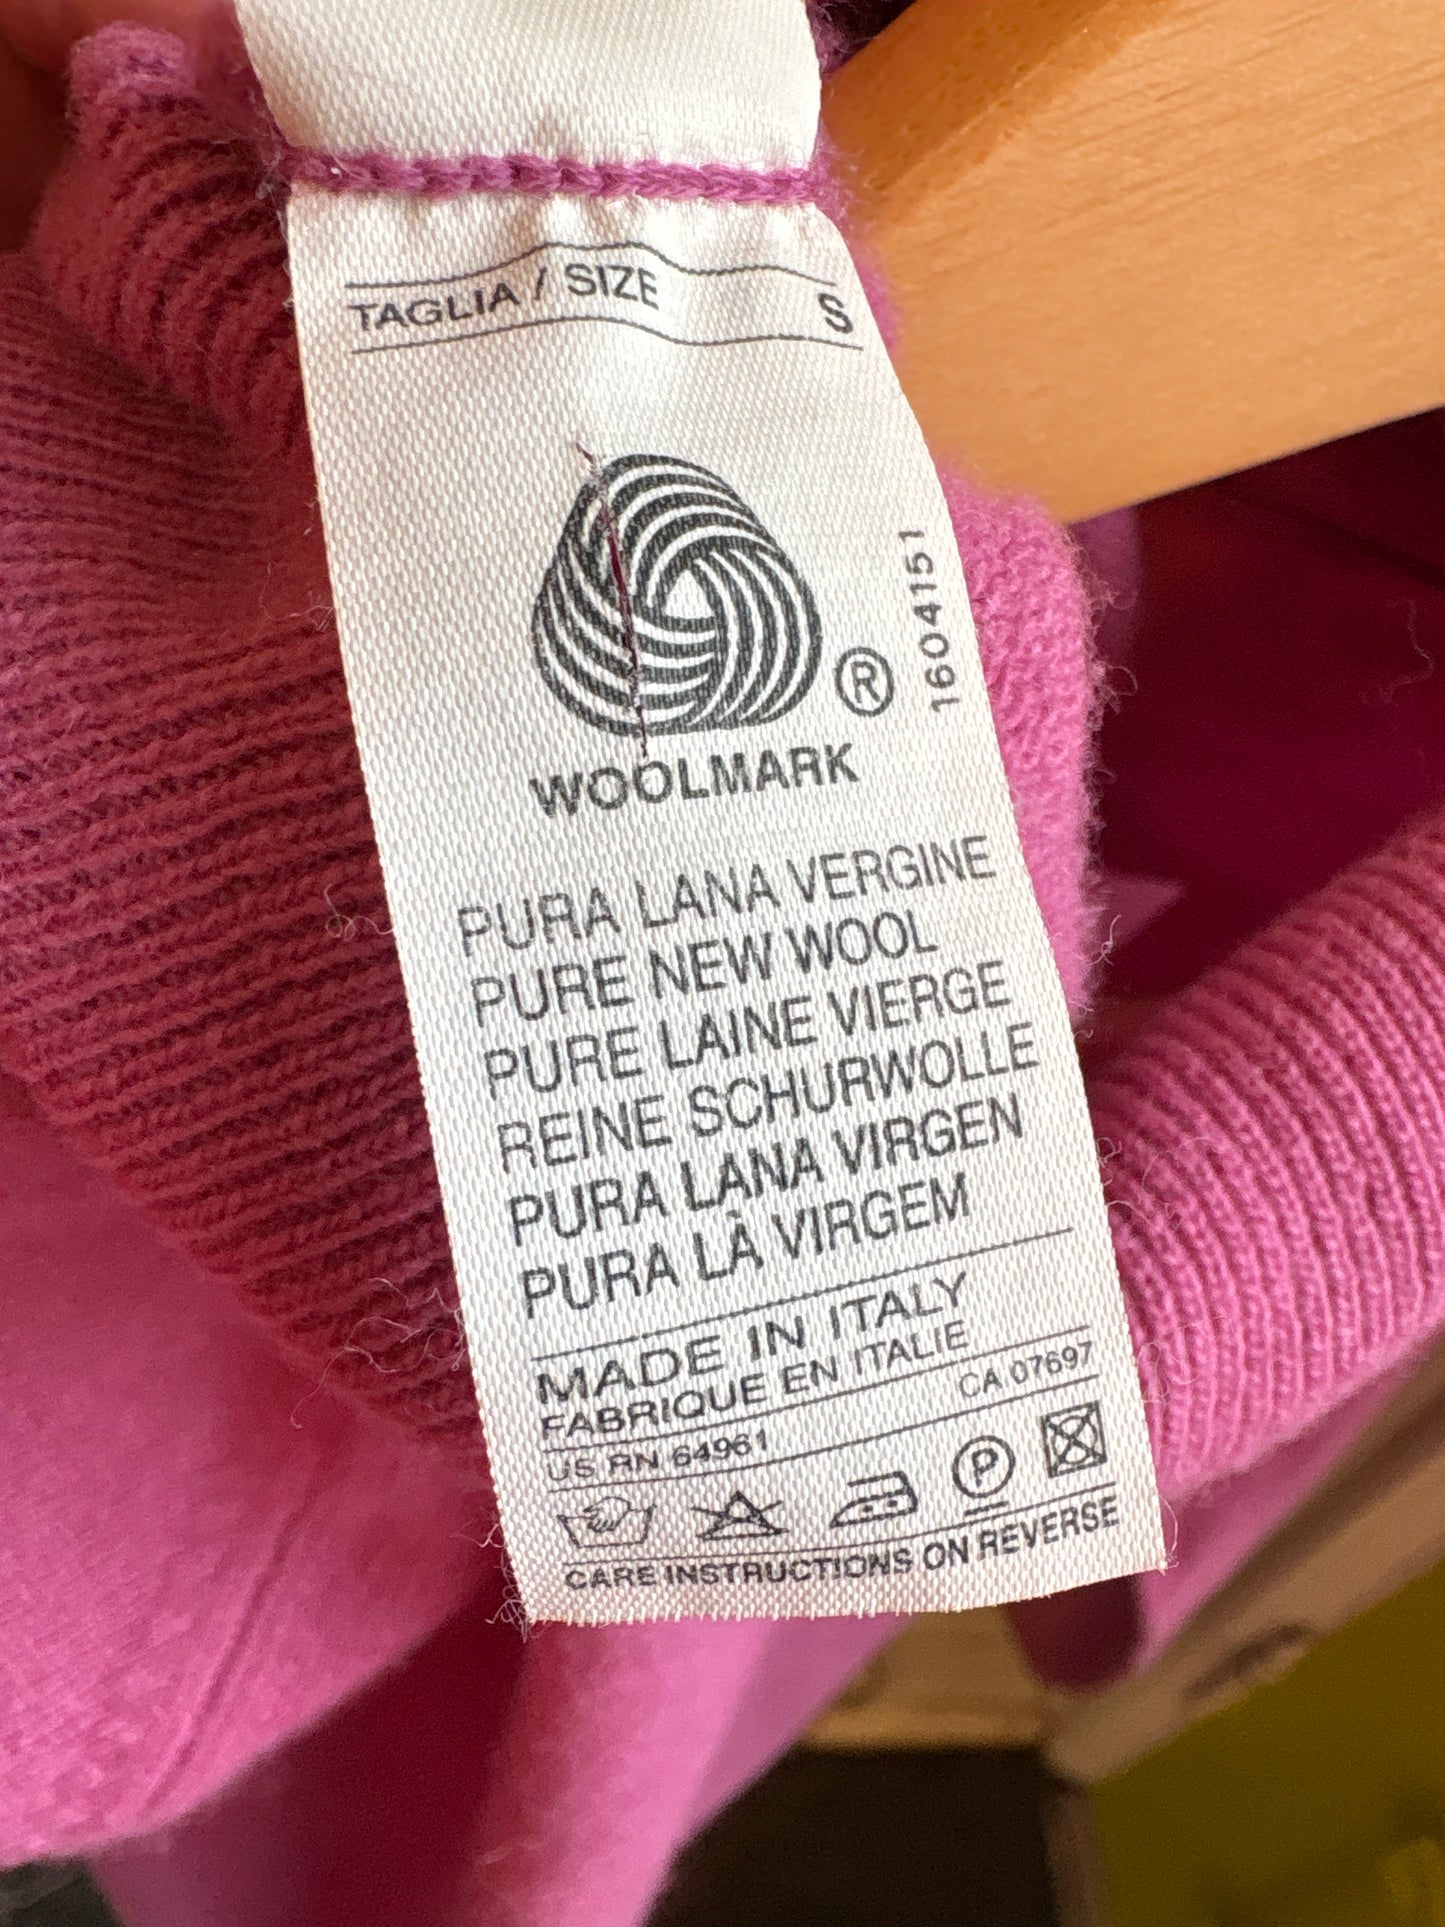 TAGLIA / SIZE S
®
1604151
WOOLMARK
PURA LANA VERGINE
PURE NEW WOOL
PURE LAINE VIERGE
REINE SCHURWOLLE
PURA LANA VIRGEN
PURA LÀ VIRGEM
MADE IN ITALY
FABRIQUE EN ITALIE
US RN 64961 CA 07697
P
CARE INSTRUCTIONS ON REVERSE